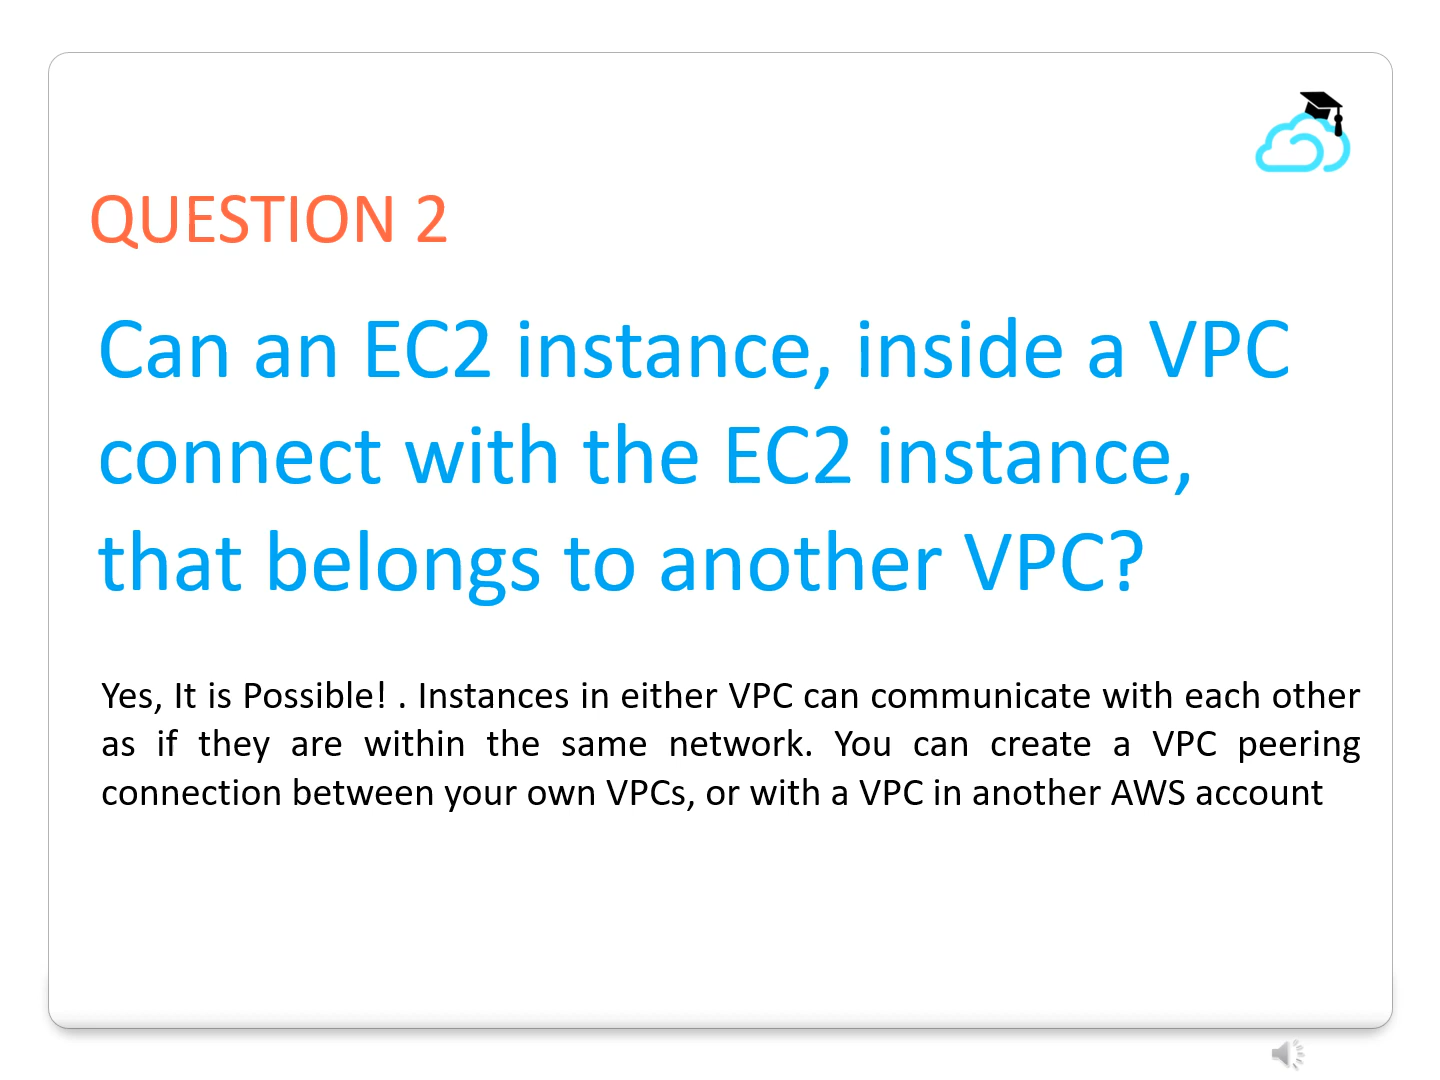 QUESTION 2
Can an EC2 instance, inside a VPC
connect with the EC2 instance,
that belongs to another VPC?
Yes, It is Possible! . Instances in either VPC can communicate with each other
as if they are within the same network. You can create a VPC peering
connection between your own VPCs, or with a VPC in another AWS account